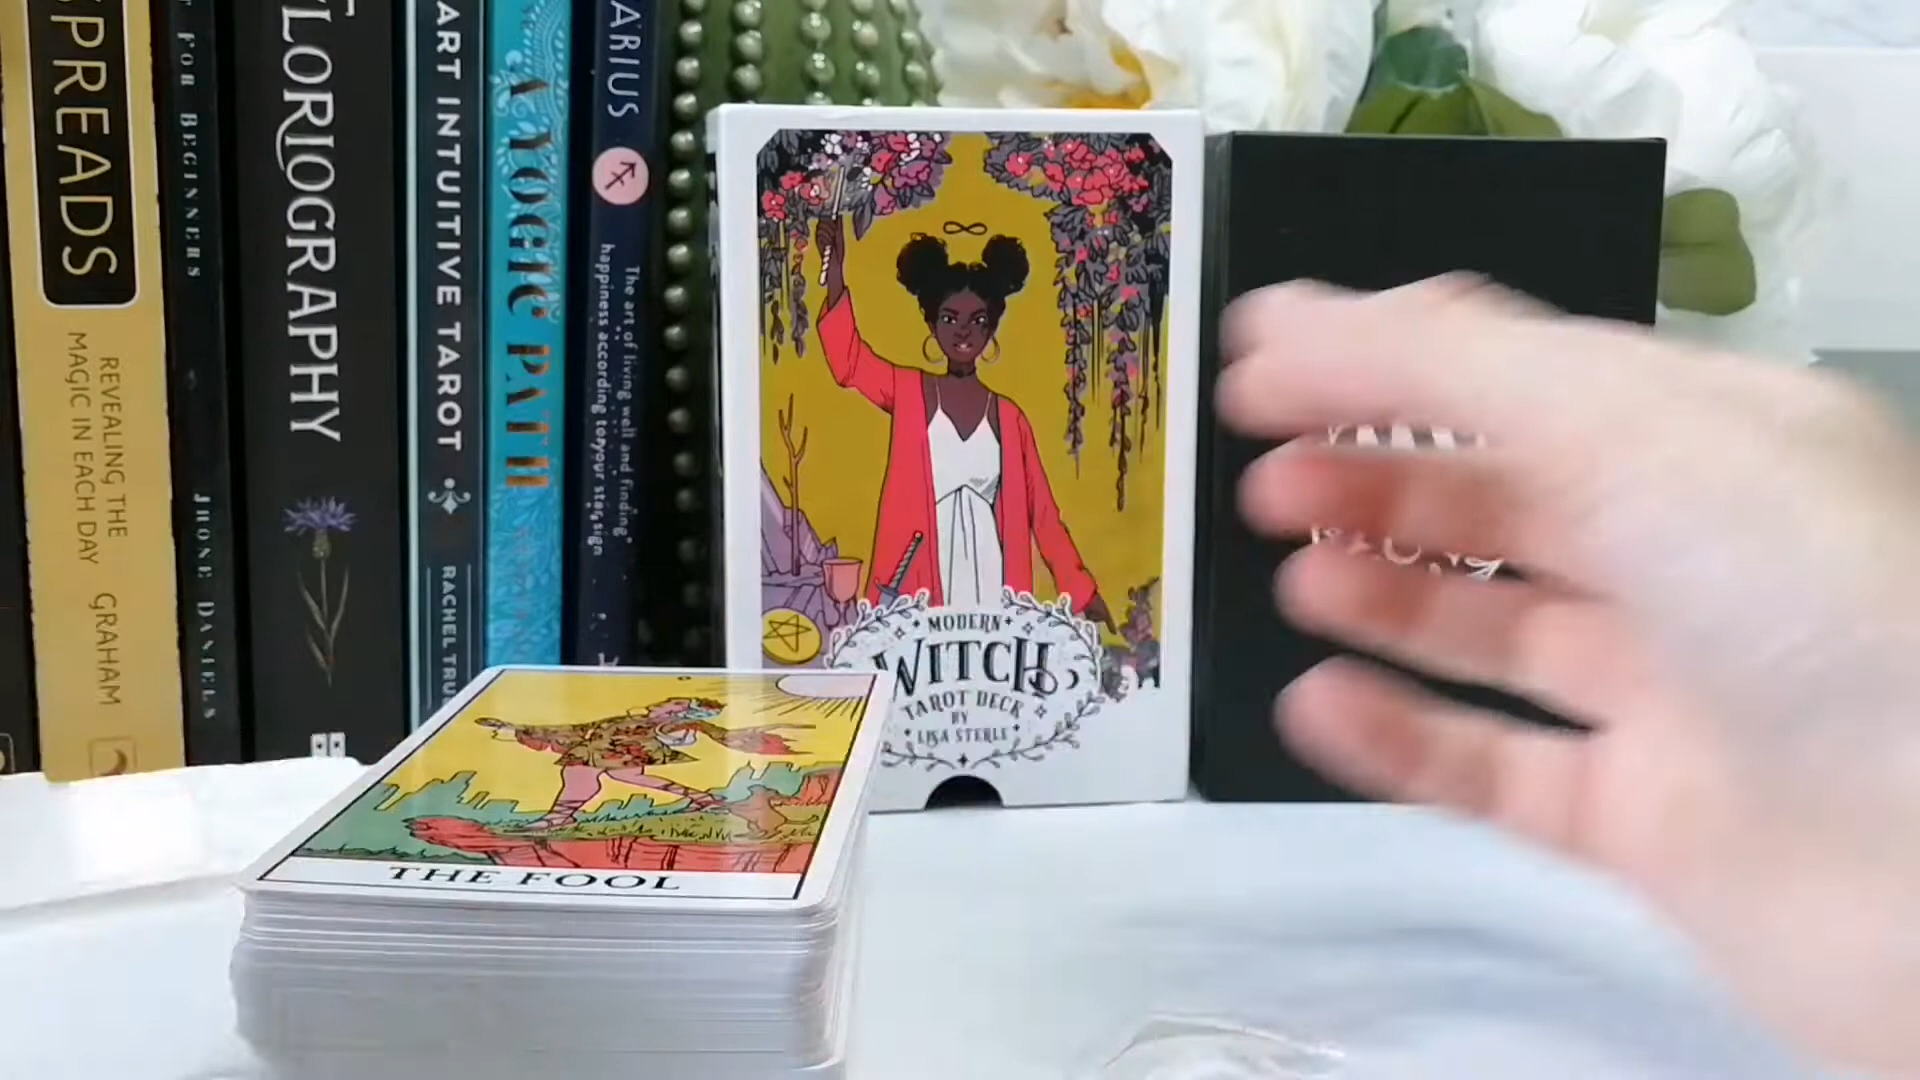 SPREADS
REVEALING THE
MAGIC IN EACH DAY
GRAHAM
FOR BEGINNERS
JHONE DANIELS
FLORIOGRAPHY
ART INTUITIVE TAROT
RACHEL TRU
A YOGIC PATH
ARIUS
The art of living well and finding
happiness according to your star sign
MODERN
WITCH
TAROT DECK
BY
LISA STERLE
THE FOOL